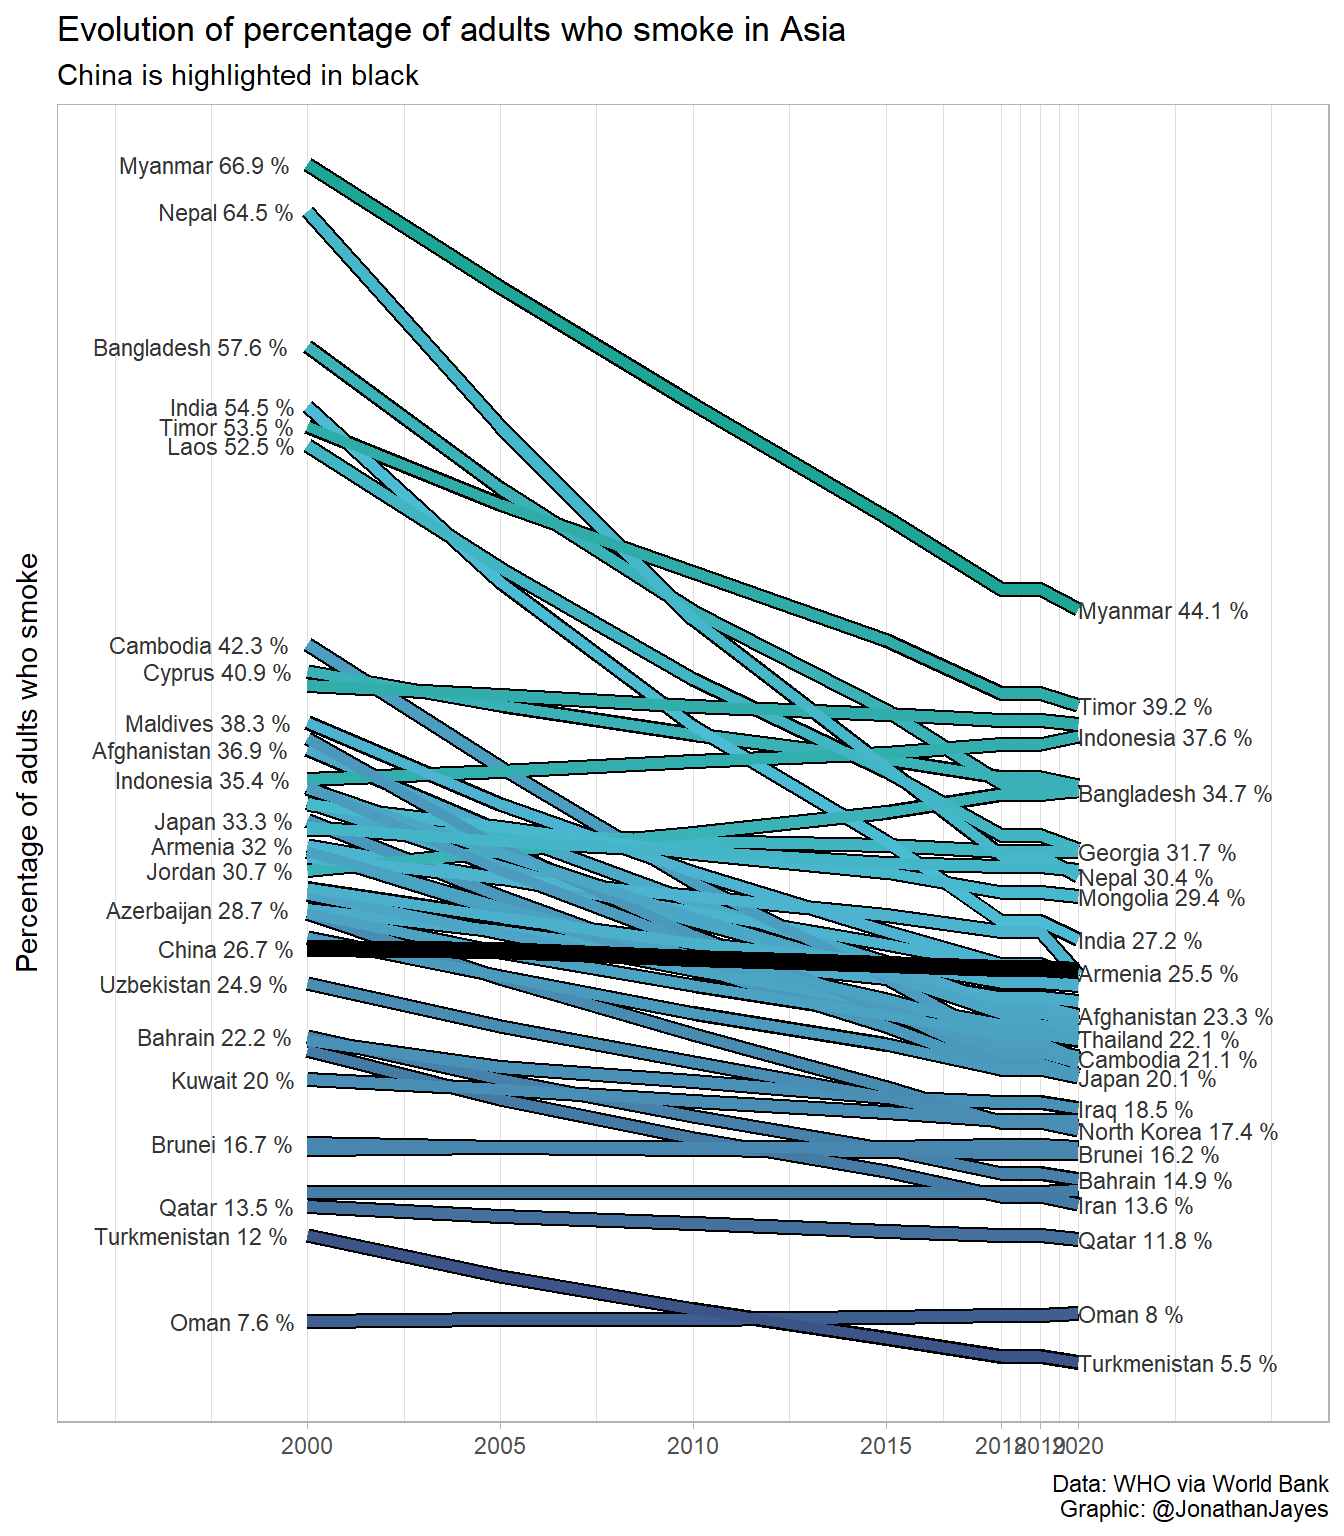 Evolution of percentage of adults who smoke in Asia
China is highlighted in black
Percentage of adults who smoke
Myanmar 66.9 %
Nepal 64.5 %
Bangladesh 57.6 %
India 54.5 %
Timor 53.5 %
Laos 52.5 %
Cambodia 42.3 %
Cyprus 40.9 %
Maldives 38.3 %
Afghanistan 36.9 %
Indonesia 35.4 %
Japan 33.3 %
Armenia 32 %
Jordan 30.7 %
Azerbaijan 28.7 %
China 26.7 %
Uzbekistan 24.9 %
Bahrain 22.2 %
Kuwait 20 %
Brunei 16.7 %
Qatar 13.5 %
Turkmenistan 12 %
Oman 7.6 %
Myanmar 44.1 %
Timor 39.2 %
Indonesia 37.6 %
Bangladesh 34.7 %
Georgia 31.7 %
Nepal 30.4 %
Mongolia 29.4 %
India 27.2 %
Armenia 25.5 %
Afghanistan 23.3 %
Thailand 22.1 %
Cambodia 21.1 %
Japan 20.1 %
Iraq 18.5 %
North Korea 17.4 %
Brunei 16.2 %
Bahrain 14.9 %
Iran 13.6 %
Qatar 11.8 %
Oman 8 %
Turkmenistan 5.5 %
2000 2005 2010 2015 2018 2019 2020
Data: WHO via World Bank
Graphic: @JonathanJayes